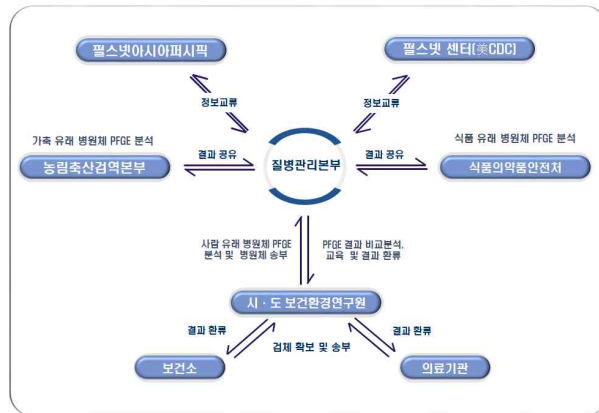 펄스넷아시아퍼시픽
펄스넷 센터(美CDC)
정보교류
정보교류
가축 유래 병원체 PFGE 분석
식품 유래 병원체 PFGE 분석
농림축산검역본부
결과 공유
질병관리본부
결과 공유
식품의약품안전처
사람 유래 병원체 PFGE
분석 및 병원체 송부
PFGE 결과 비교분석,
교육 및 결과 환류
시 · 도 보건환경연구원
결과 환류
검체 확보 및 송부
결과 환류
보건소
의료기관